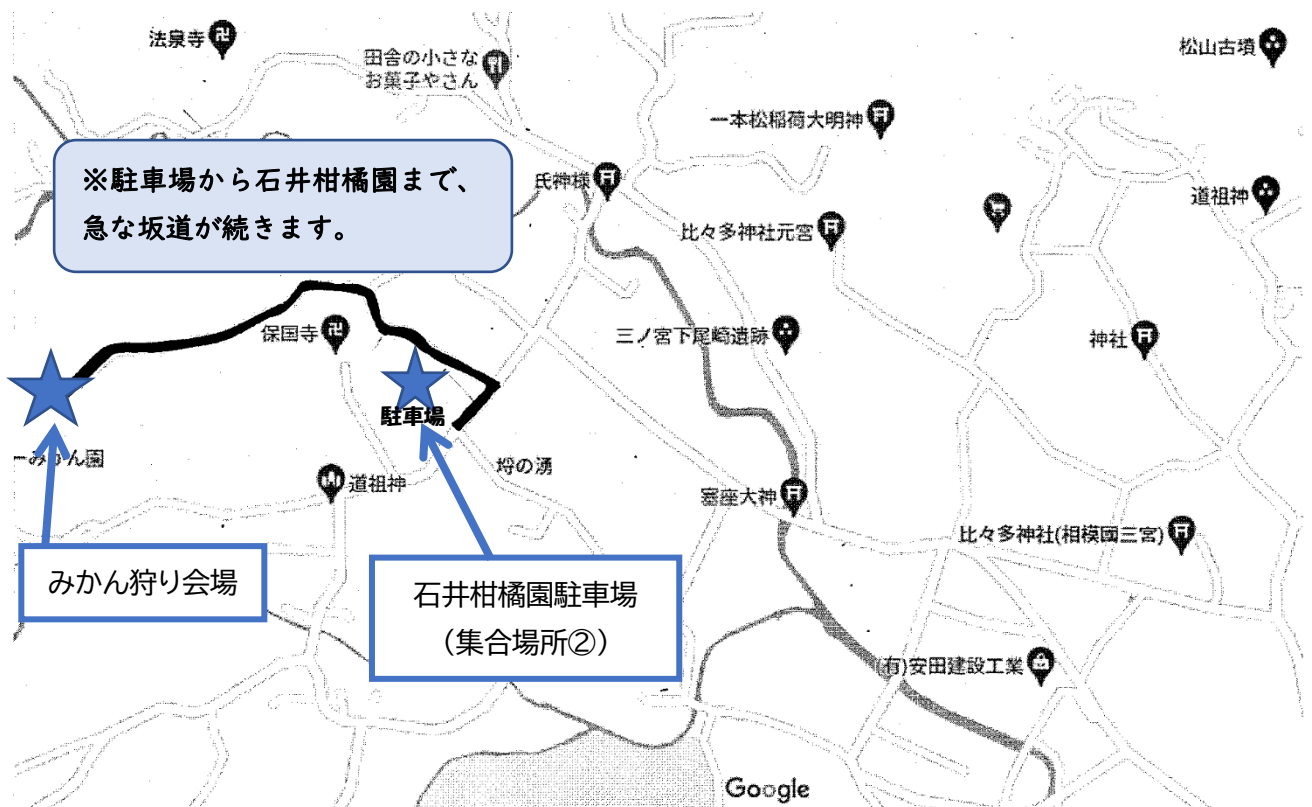 法泉寺
田舎の小さな
お菓子やさん
松山古墳
一本松稲荷大明神
※駐車場から石井柑橘園まで、
急な坂道が続きます。
氏神様
道祖神
比々多神社元宮
保国寺
三ノ宮下尾崎遺跡
神社
駐車場
ーみかん園
埒の湧
道祖神
塞座大神
比々多神社(相模國三宮)
みかん狩り会場
石井柑橘園駐車場
（集合場所②）
(有)安田建設工業
Google